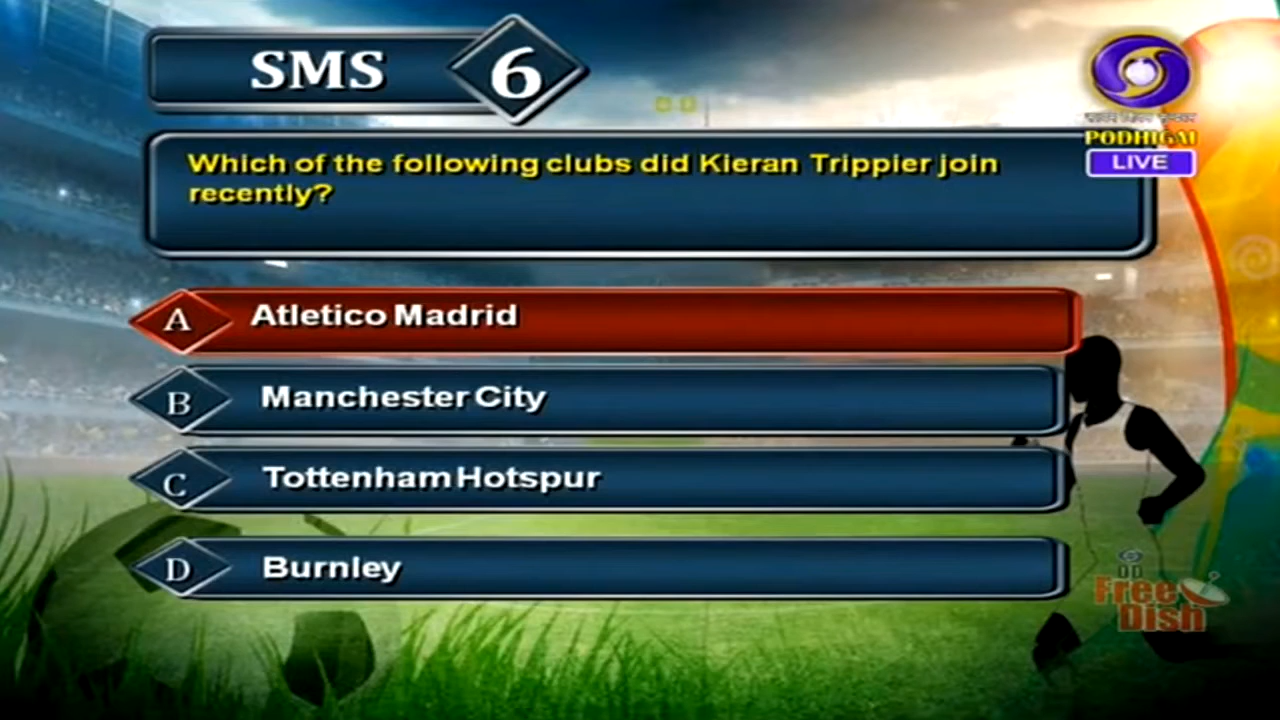 SMS 6
Which of the following clubs did Kieran Trippier join
recently?
PODHIGAI
LIVE
A Atletico Madrid
B Manchester City
C Tottenham Hotspur
D Burnley
DD
Free
Dish